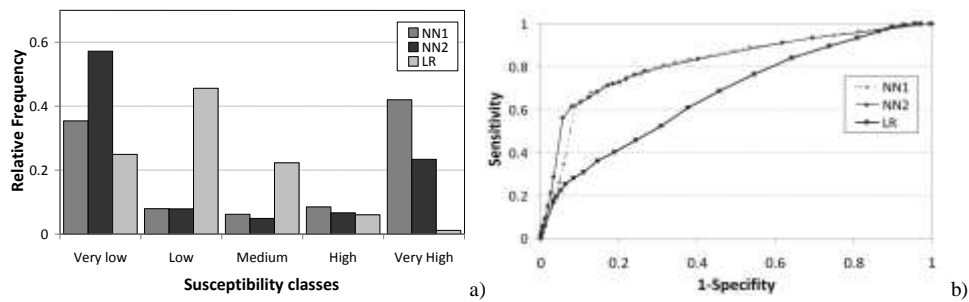 Relative Frequency
0.6
0.4
0.2
0
NN1
NN2
LR
Very low Low Medium High Very High
Susceptibility classes
a)
Sensitivity
1
0.8
0.6
0.4
0.2
0
NN1
NN2
LR
0 0.2 0.4 0.6 0.8 1
1-Specifity
b)